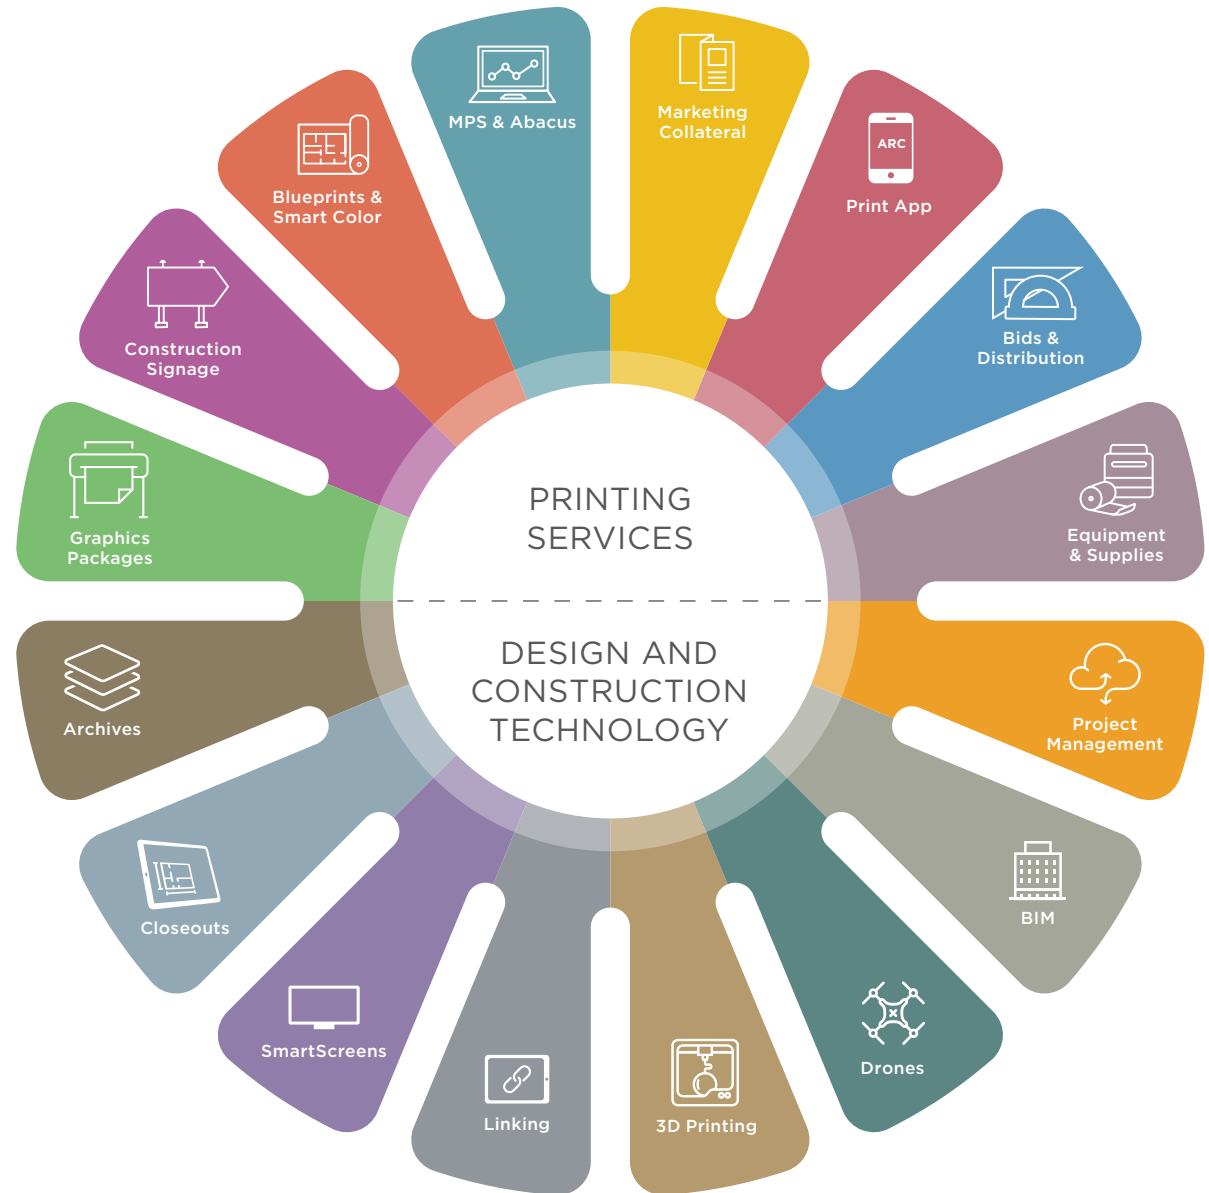 MPS & Abacus
Marketing
Collateral
ARC
Print App
Bids &
Distribution
Equipment
& Supplies
Project
Management
BIM
Drones
3D Printing
Linking
SmartScreens
Closeouts
Archives
Graphics
Packages
Construction
Signage
Blueprints &
Smart Color
PRINTING
SERVICES
DESIGN AND
CONSTRUCTION
TECHNOLOGY